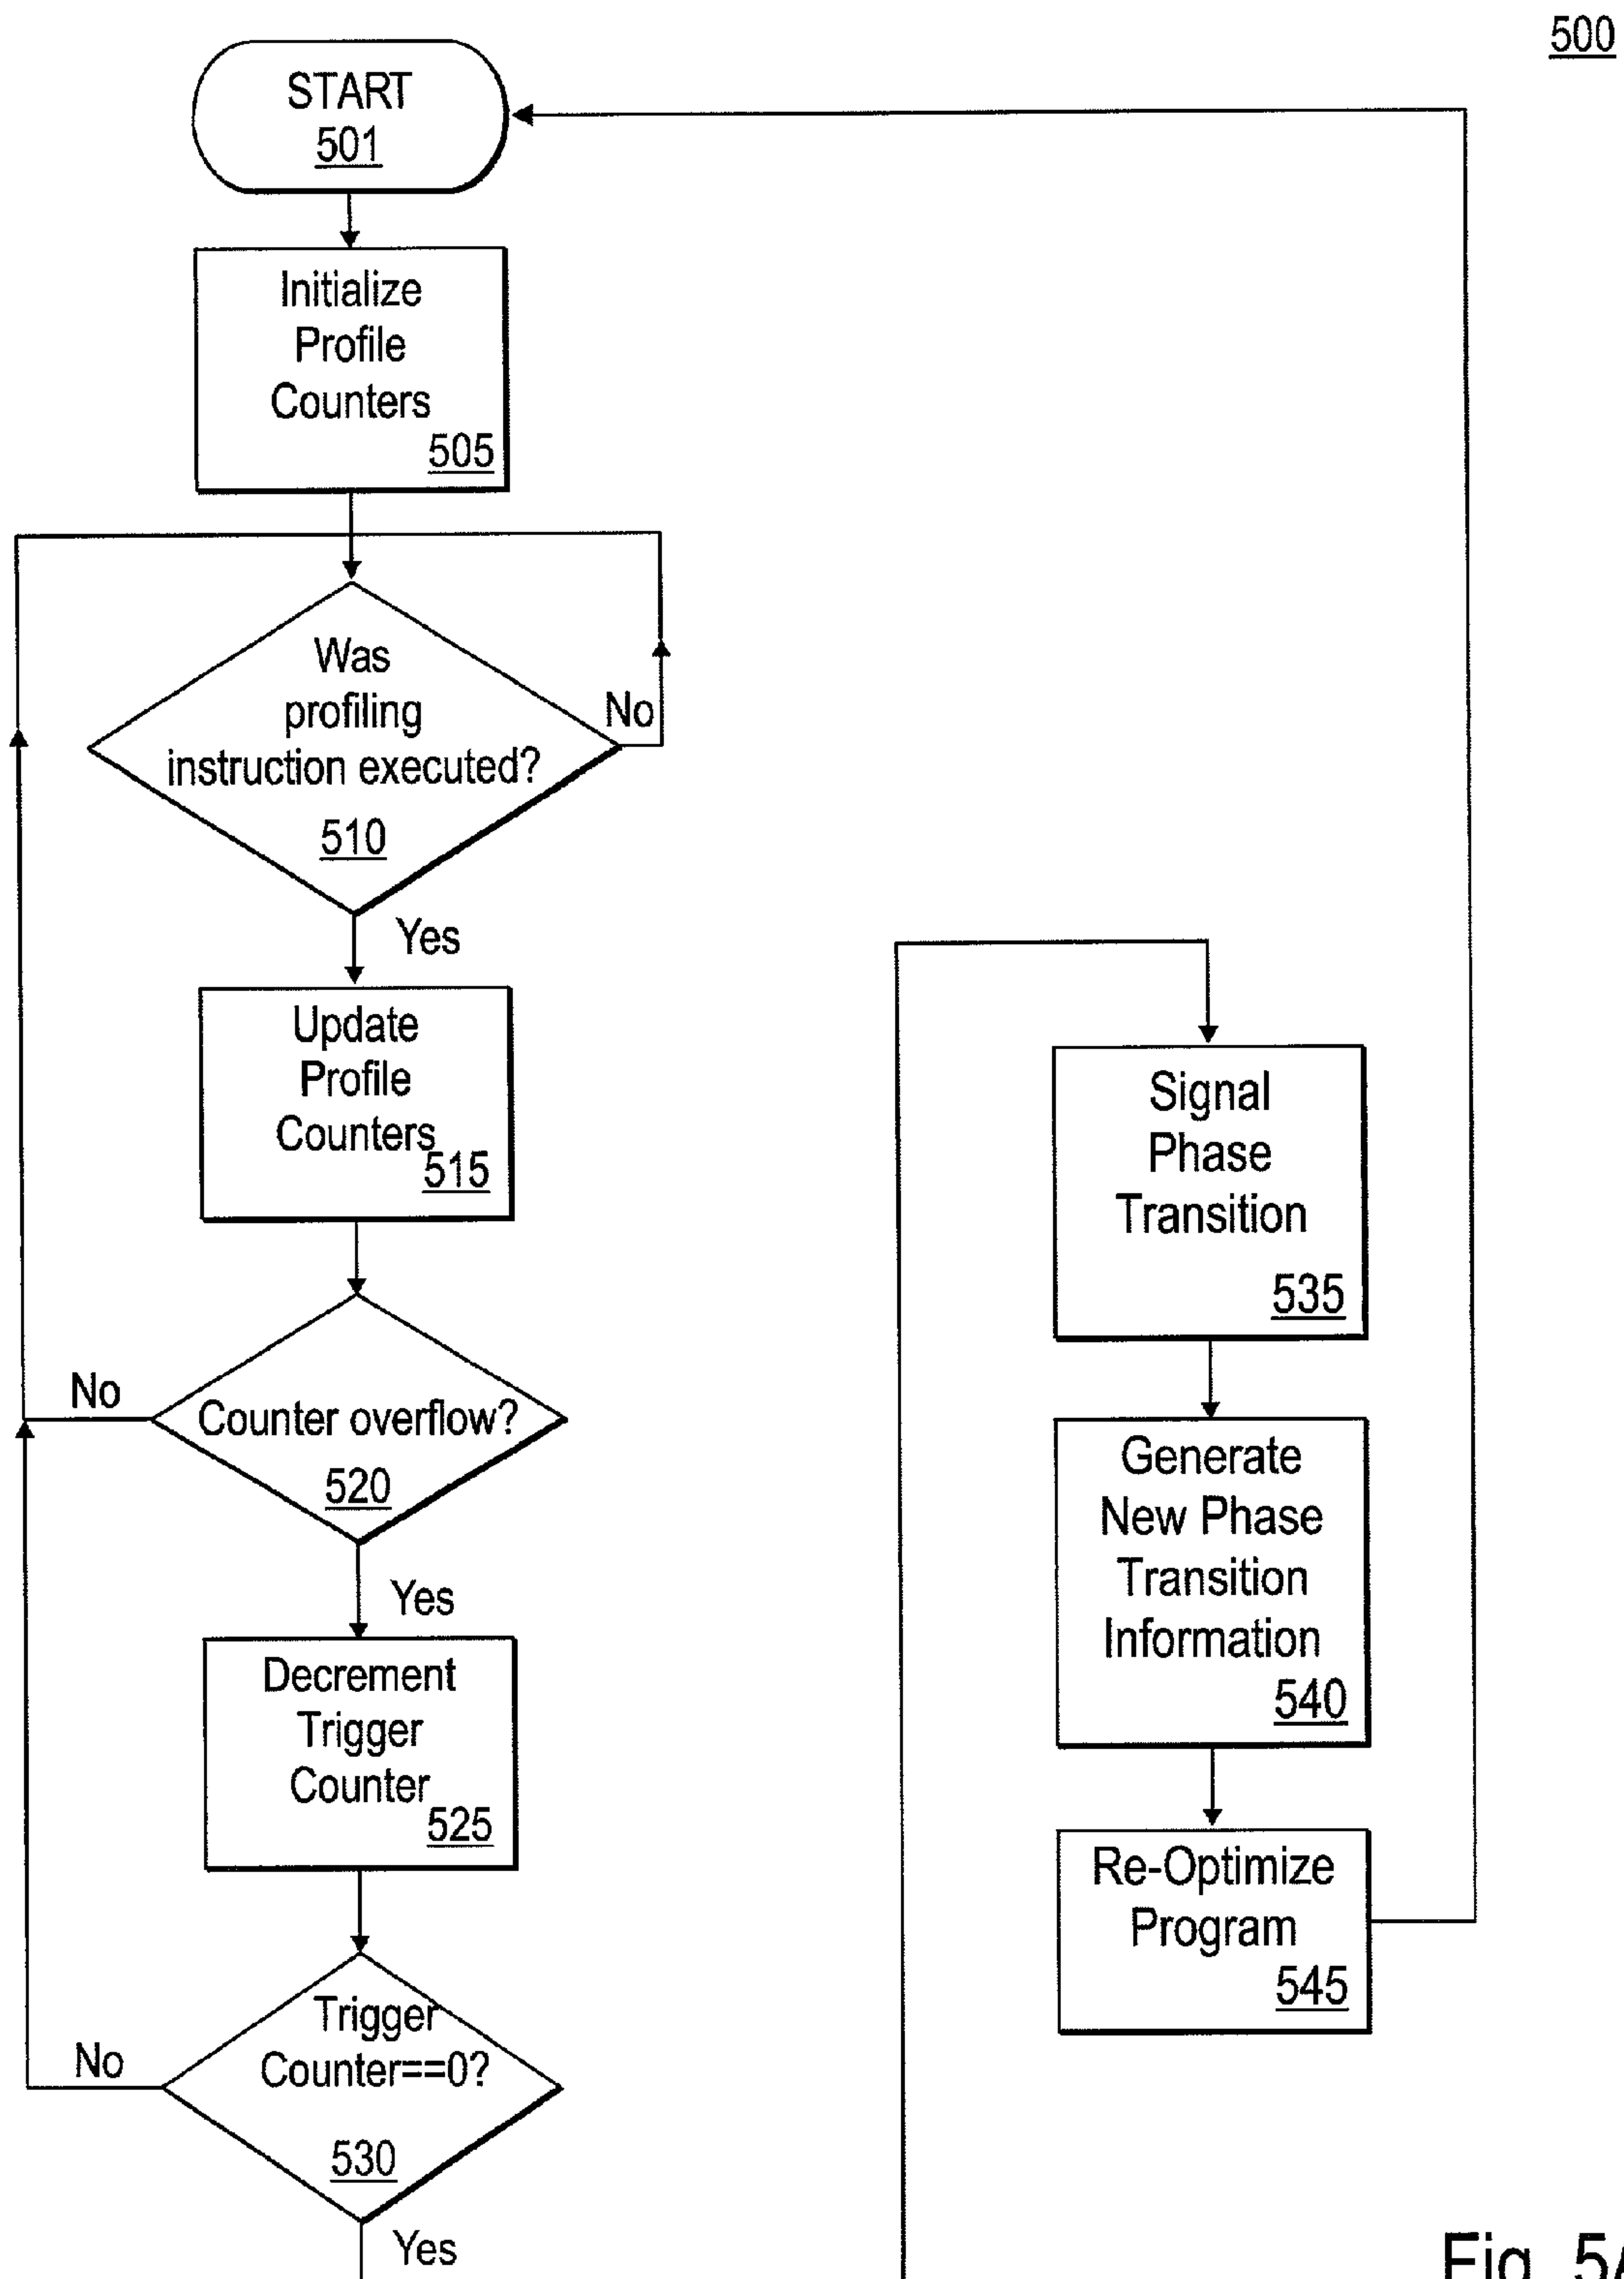 500
START
501
Initialize
Profile
Counters
505
Was
profiling
instruction executed?
510
No
Yes
Update
Profile
Counters
515
Counter overflow?
520
No
Yes
Decrement
Trigger
Counter
525
Trigger
Counter==0?
530
No
Yes
Signal
Phase
Transition
535
Generate
New Phase
Transition
Information
540
Re-Optimize
Program
545
Fig. 5A